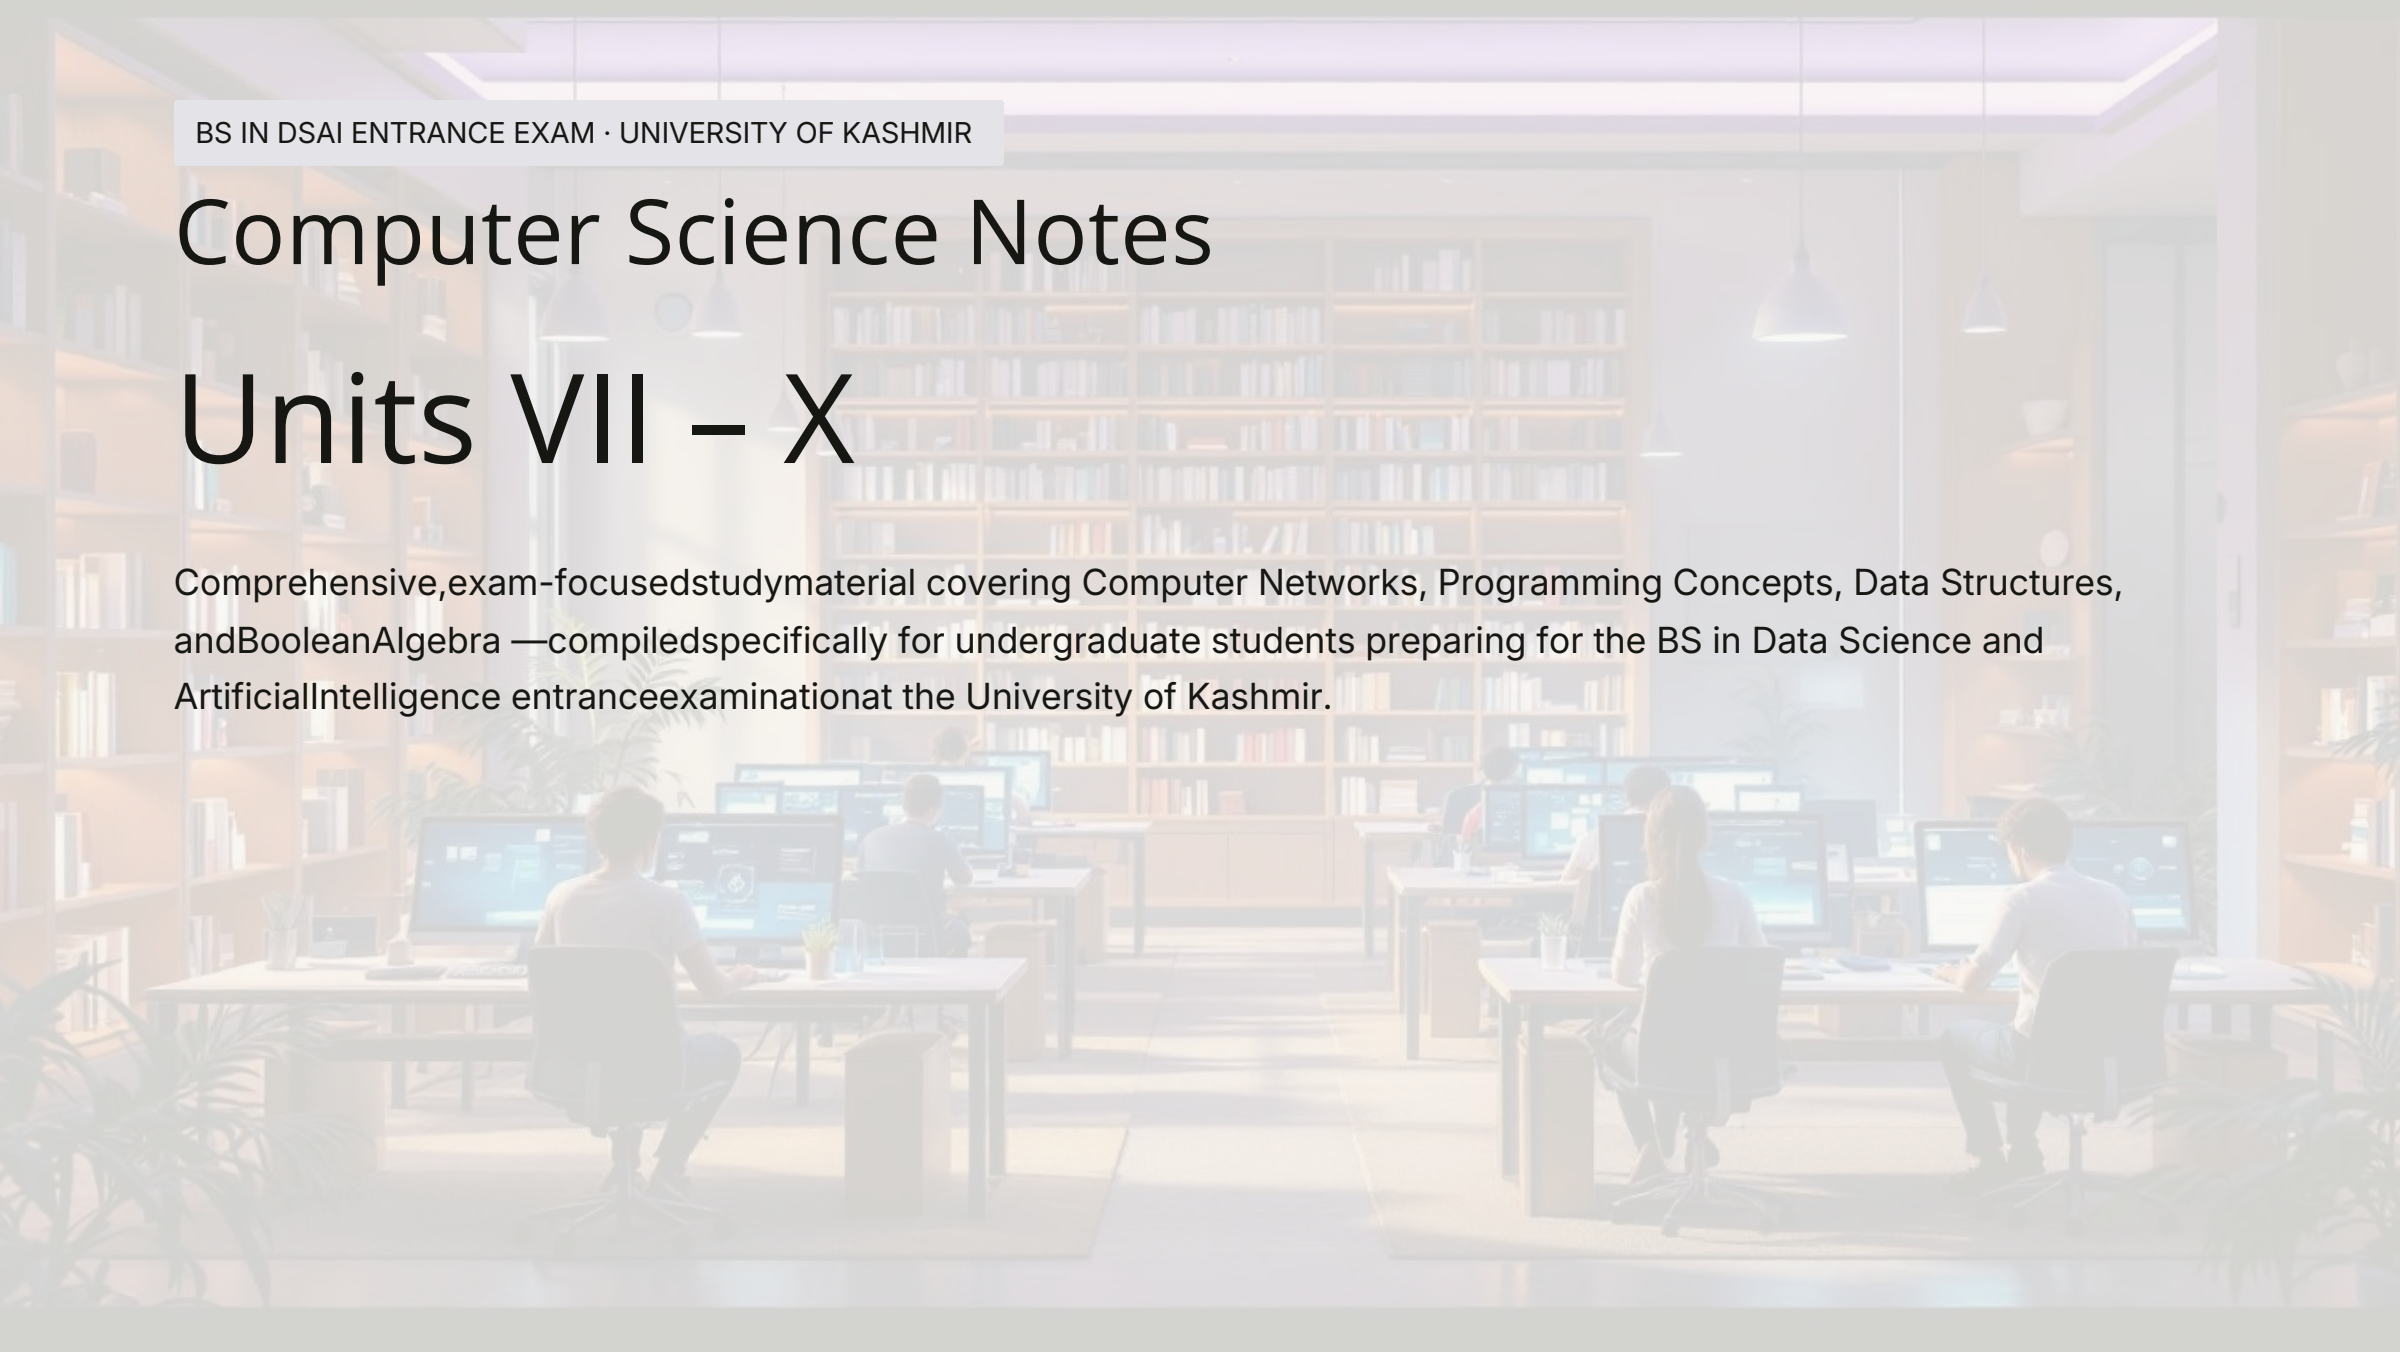 BS IN DSAI ENTRANCE EXAM · UNIVERSITY OF KASHMIR
Computer Science Notes
Units VII – X
Comprehensive,exam-focusedstudymaterial covering Computer Networks, Programming Concepts, Data Structures,
andBooleanAlgebra —compiledspecifically for undergraduate students preparing for the BS in Data Science and
ArtificialIntelligence entranceexaminationat the University of Kashmir.